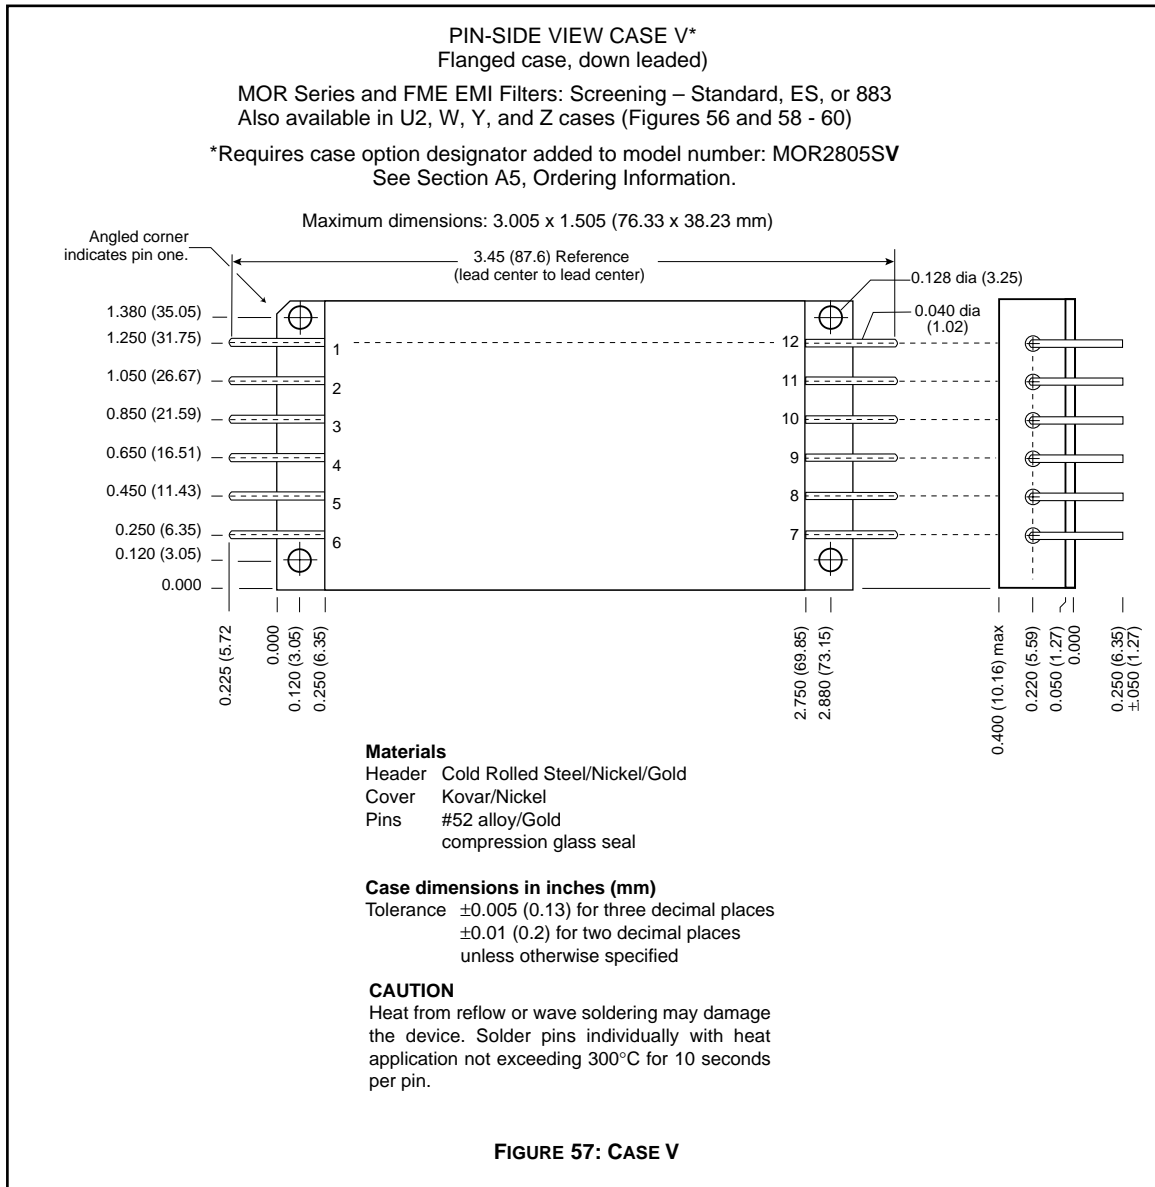 PIN-SIDE VIEW CASE V*
Flanged case, down leaded)
MOR Series and FME EMI Filters: Screening – Standard, ES, or 883
Also available in U2, W, Y, and Z cases (Figures 56 and 58 - 60)
*Requires case option designator added to model number: MOR2805SV
See Section A5, Ordering Information.
Maximum dimensions: 3.005 x 1.505 (76.33 x 38.23 mm)
Angled corner
indicates pin one.
3.45 (87.6) Reference
(lead center to lead center)
0.128 dia (3.25)
0.040 dia
(1.02)
1.380 (35.05)
1.250 (31.75)
1.050 (26.67)
0.850 (21.59)
0.650 (16.51)
0.450 (11.43)
0.250 (6.35)
0.120 (3.05)
0.000
1
2
3
4
5
6
12
11
10
9
8
7
0.225 (5.72
0.000
0.120 (3.05)
0.250 (6.35)
2.750 (69.85)
2.880 (73.15)
0.400 (10.16) max
0.220 (5.59)
0.050 (1.27)
0.000
0.250 (6.35)
±.050 (1.27)
Materials
Header Cold Rolled Steel/Nickel/Gold
Cover Kovar/Nickel
Pins #52 alloy/Gold
compression glass seal
Case dimensions in inches (mm)
Tolerance ±0.005 (0.13) for three decimal places
±0.01 (0.2) for two decimal places
unless otherwise specified
CAUTION
Heat from reflow or wave soldering may damage
the device. Solder pins individually with heat
application not exceeding 300°C for 10 seconds
per pin.
FIGURE 57: CASE V